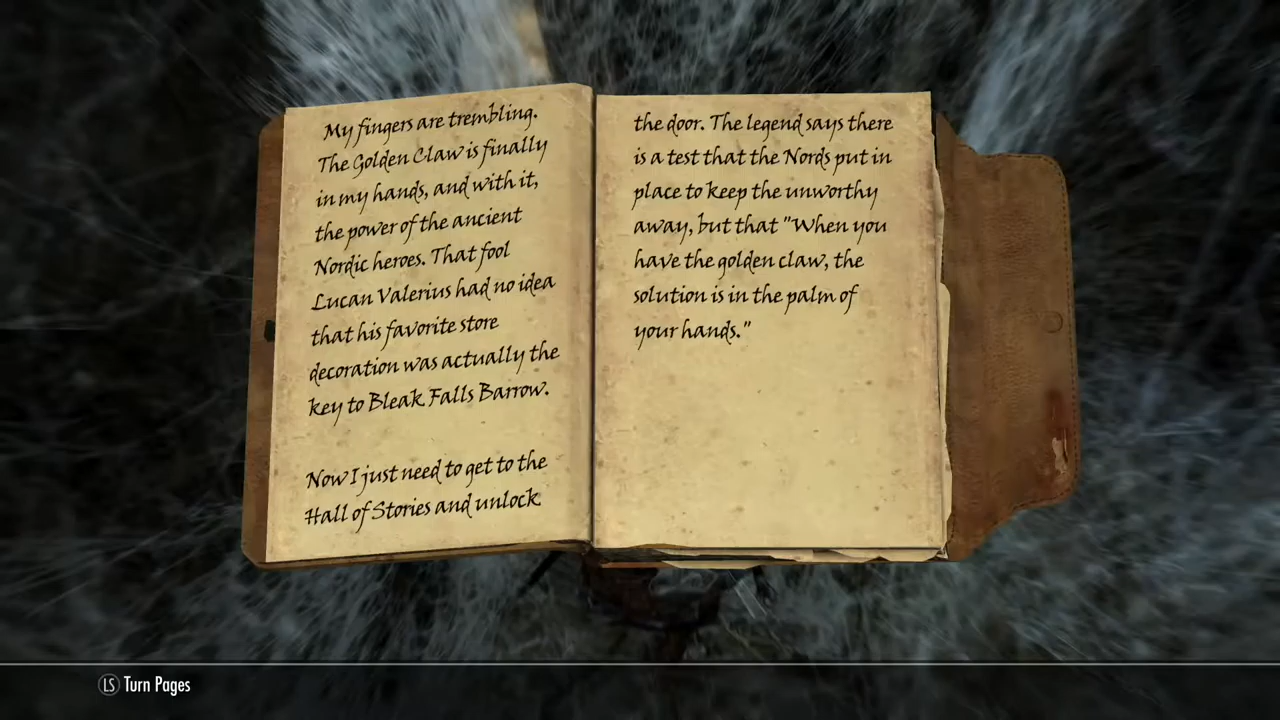 My fingers are trembling.
The Golden Claw is finally
in my hands, and with it,
the power of the ancient
Nordic heroes. That fool
Lucan Valerius had no idea
that his favorite store
decoration was actually the
key to Bleak Falls Barrow.
Now I just need to get to the
Hall of Stories and unlock
the door. The legend says there
is a test that the Nords put in
place to keep the unworthy
away, but that "When you
have the golden claw, the
solution is in the palm of
your hands."
LS Turn Pages